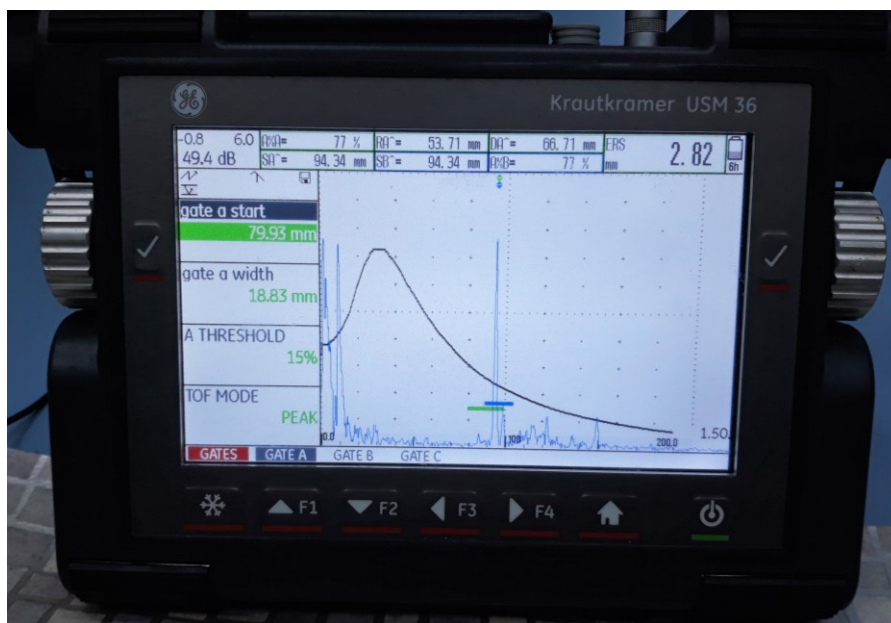 GE
Krautkramer USM 36
-0.8 6.0
49.4 dB
A%A= 77 %
RA^= 53.71 mm
DA^= 66.71 mm
ERS
mm
2.82
SA^= 94.34 mm
SB^= 94.34 mm
A%B= 77 %
6h
gate a start
79.93 mm
gate a width
18.83 mm
A THRESHOLD
15%
TOF MODE
PEAK
0.0
100
200.0
1.50.
GATES GATE A GATE B GATE C
F1 F2 F3 F4